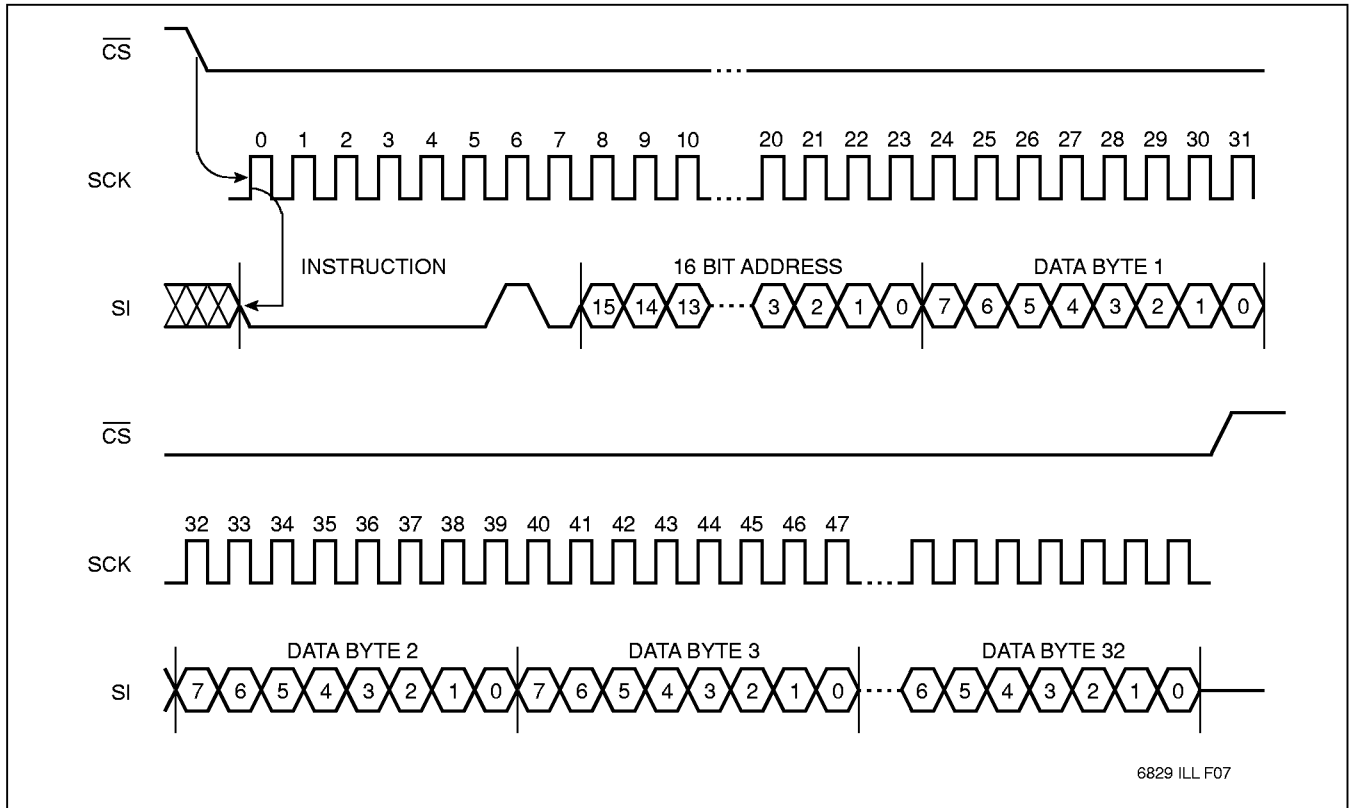 CS
0 1 2 3 4 5 6 7 8 9 10 20 21 22 23 24 25 26 27 28 29 30 31
SCK
INSTRUCTION 16 BIT ADDRESS DATA BYTE 1
SI 15 14 13 3 2 1 0 7 6 5 4 3 2 1 0
CS
32 33 34 35 36 37 38 39 40 41 42 43 44 45 46 47
SCK
DATA BYTE 2 DATA BYTE 3 DATA BYTE 32
SI 7 6 5 4 3 2 1 0 7 6 5 4 3 2 1 0 6 5 4 3 2 1 0
6829 ILL F07